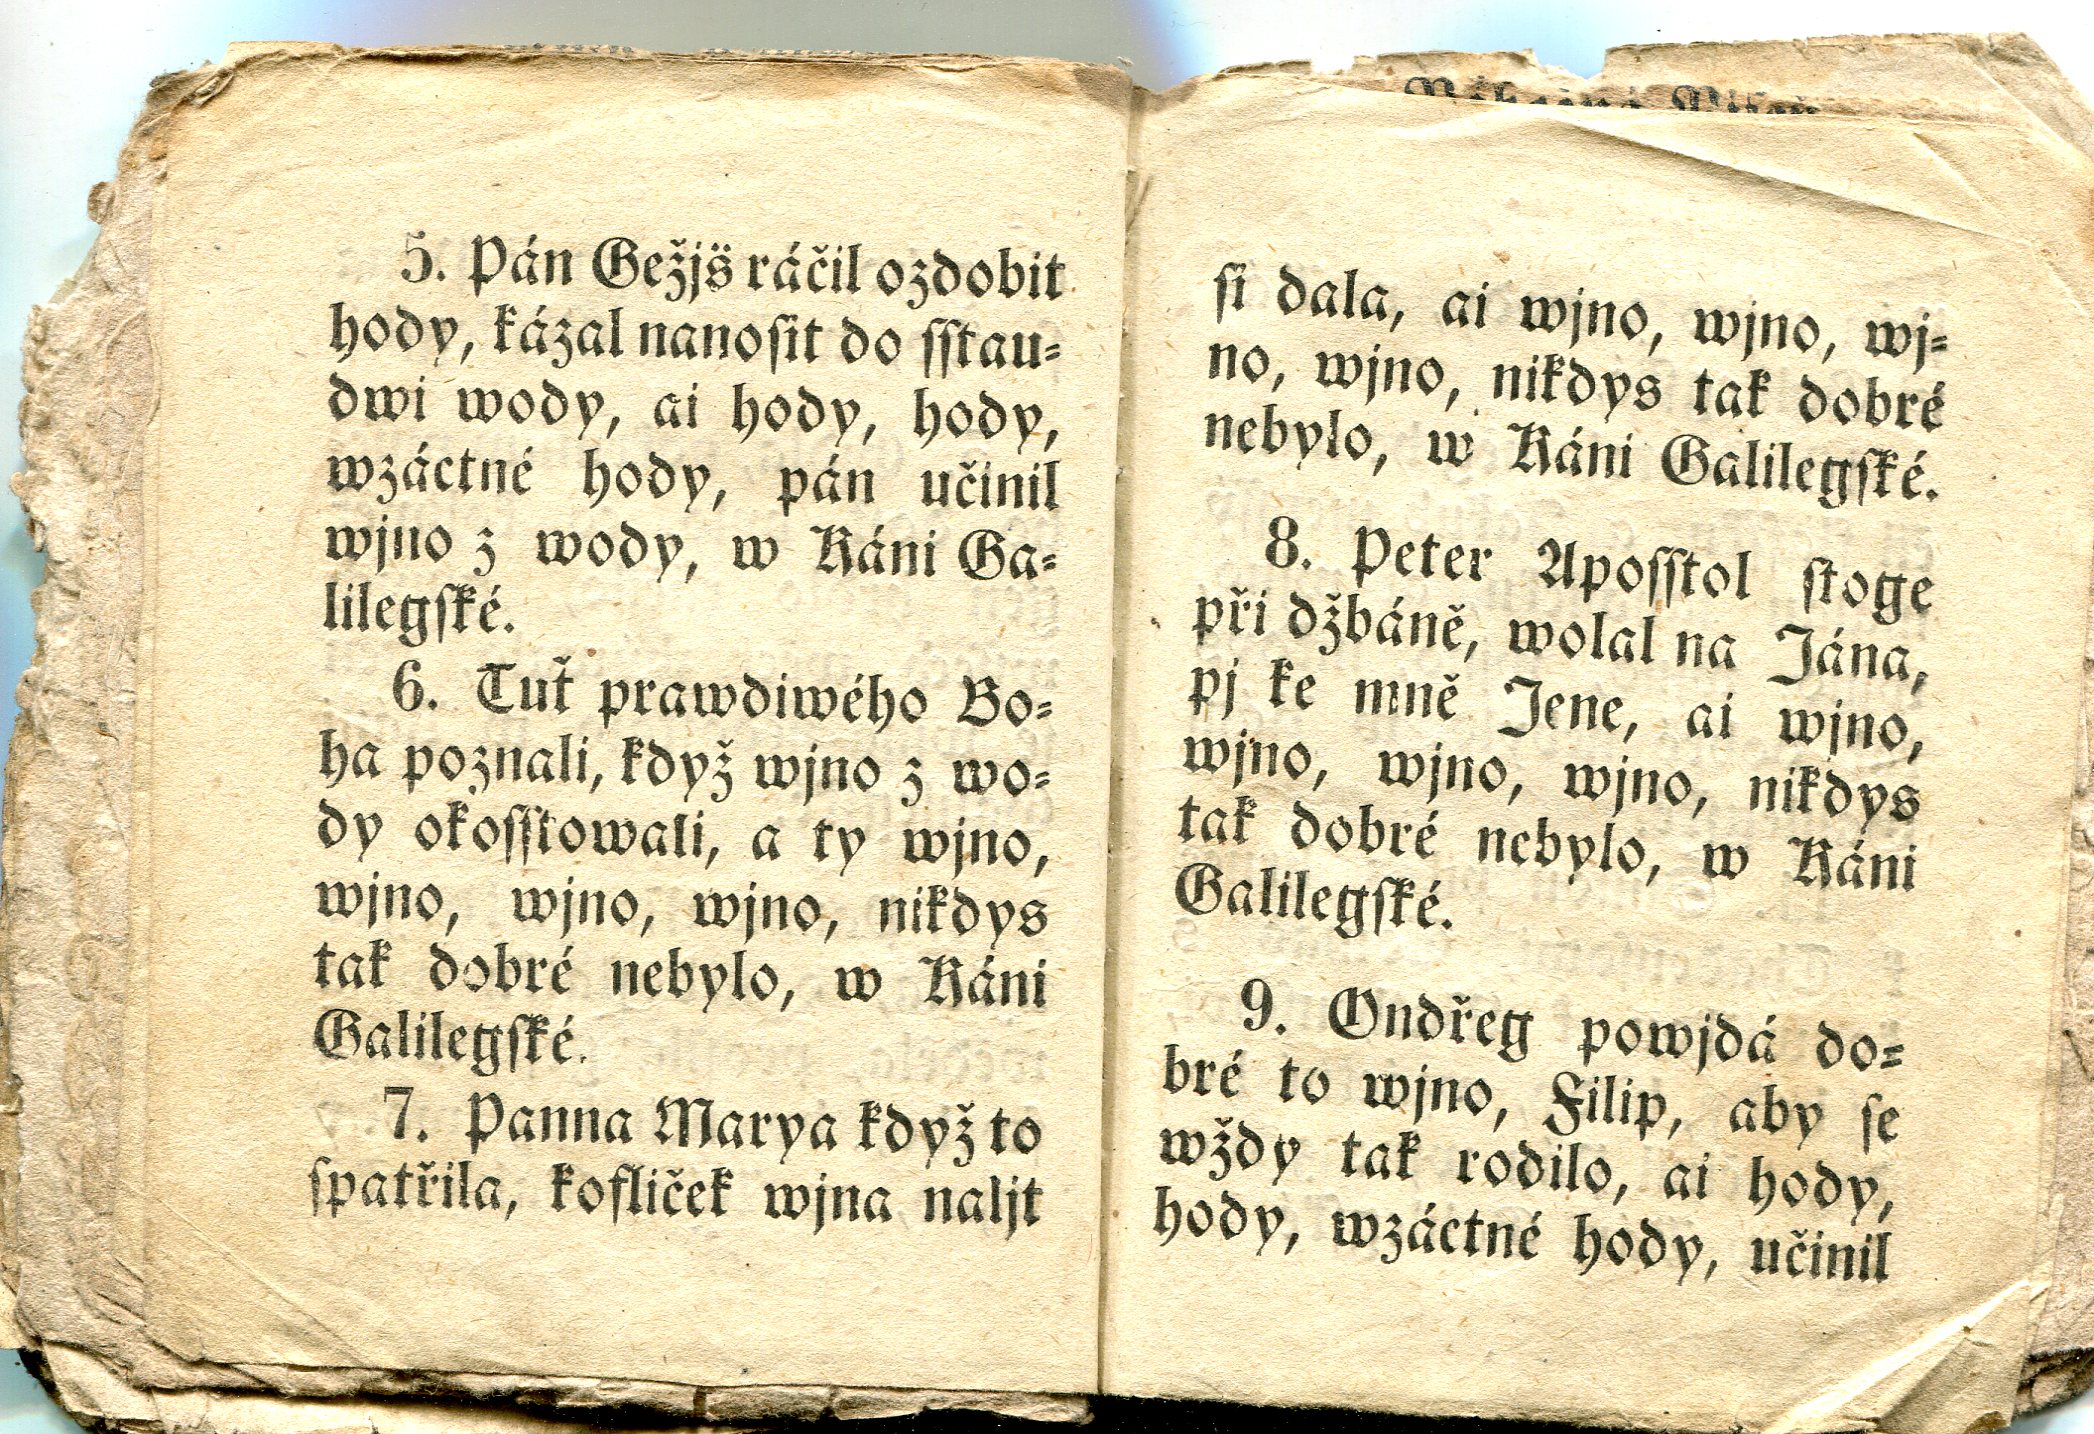 5. Pán Gežjš ráčil ozdobit
hody, kázal nanoſit do ſſtau⸗
dwi wody, ai hody, hody,
wzáctné hody, pán učinil
wjno z wody, w Káni Ga⸗
lilegſké.
6. Tuť prawdiwého Bo⸗
ha poznali, když wjno z wo⸗
dy okoſſtowali, a ty wjno,
wjno, wjno, wjno, nikdys
tak dobré nebylo, w Káni
Galilegſké.
7. Panna Marya když to
ſpatřila, kofliček wjna naljt
ſi dala, ai wjno, wjno, wj⸗
no, wjno, nikdys tak dobré
nebylo, w Káni Galilegſké.
8. Peter Apoſſtol ſtoge
při džbáně, wolal na Jána,
pj ke mně Jene, ai wjno,
wjno, wjno, wjno, nikdys
tak dobré nebylo, w Káni
Galilegſké.
9. Ondřeg powjdá do⸗
bré to wjno, Filip, aby ſe
wždy tak rodilo, ai hody,
hody, wzáctné hody, učinil